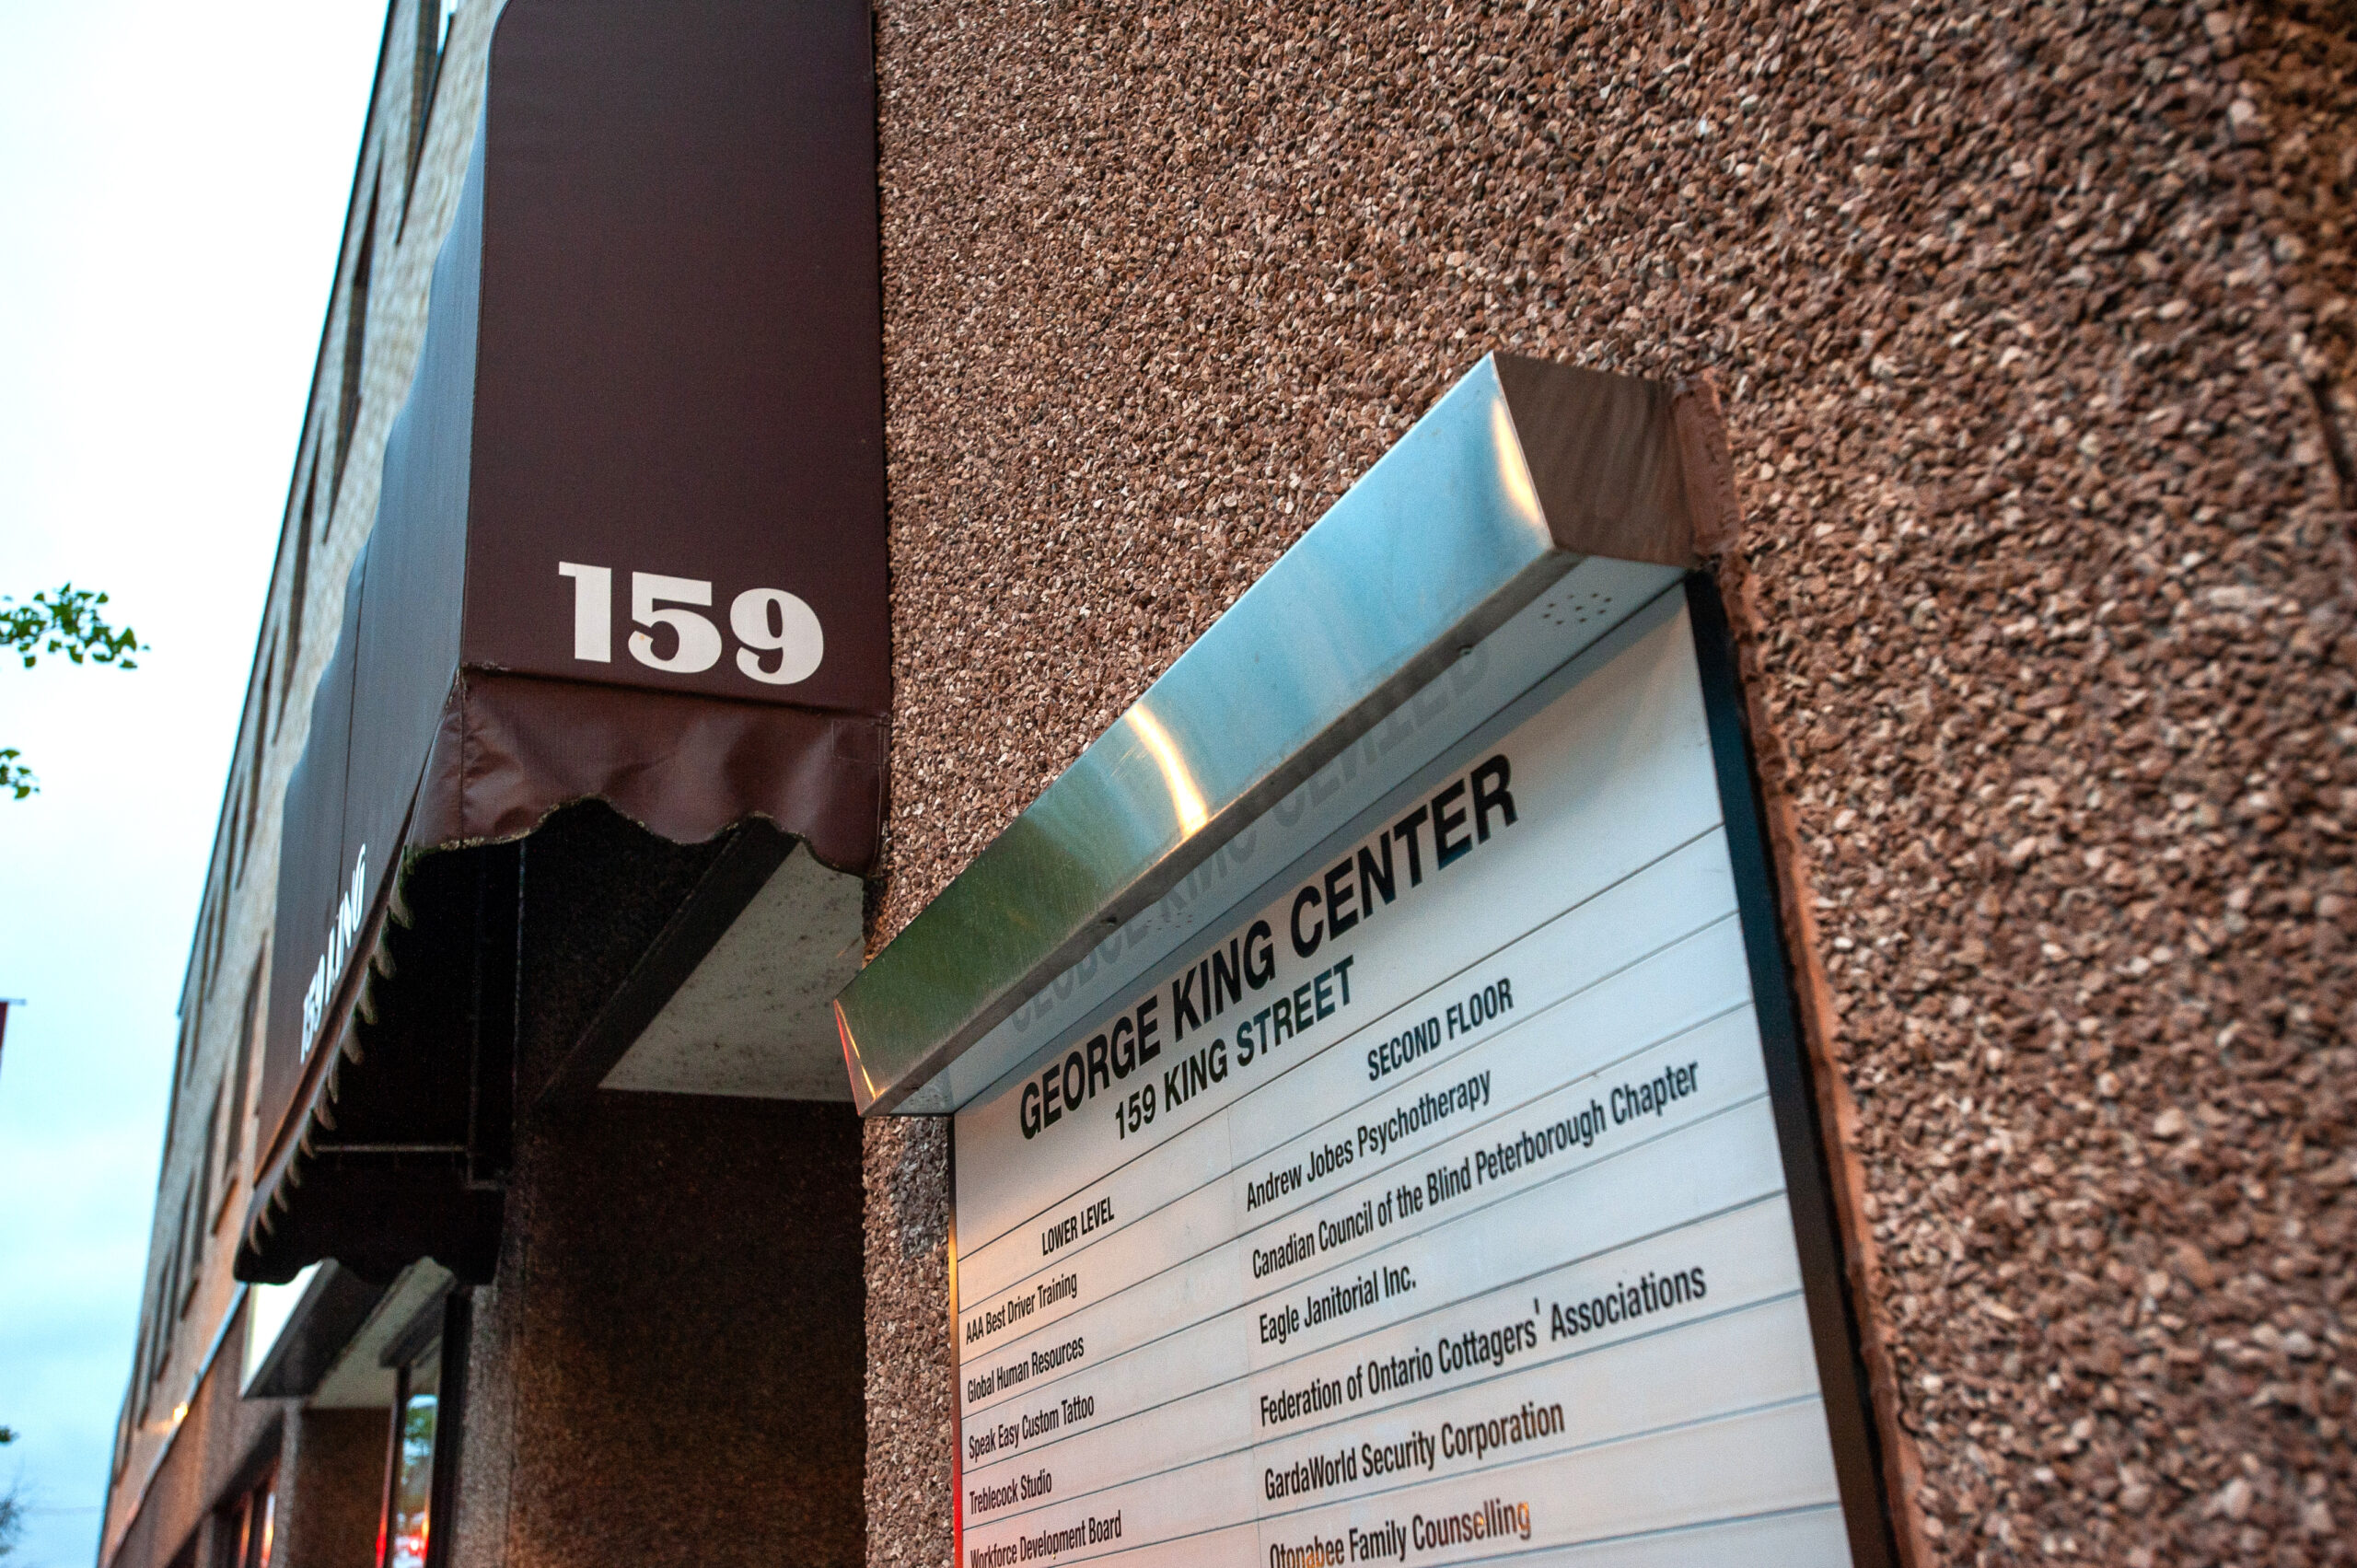 159
159 KING
GEORGE KING CENTER
159 KING STREET
LOWER LEVEL
AAA Best Driver Training
Global Human Resources
Speak Easy Custom Tattoo
Treblecock Studio
Workforce Development Board
SECOND FLOOR
Andrew Jobes Psychotherapy
Canadian Council of the Blind Peterborough Chapter
Eagle Janitorial Inc.
Federation of Ontario Cottagers' Associations
GardaWorld Security Corporation
Otonabee Family Counselling